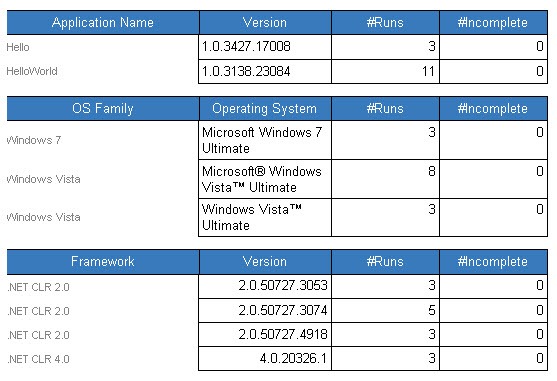 Application Name Version #Runs #Incomplete
Hello 1.0.3427.17008 3 0
HelloWorld 1.0.3138.23084 11 0
OS Family Operating System #Runs #Incomplete
Windows 7 Microsoft Windows 7 Ultimate 3 0
Windows Vista Microsoft® Windows Vista™ Ultimate 8 0
Windows Vista Windows Vista™ Ultimate 3 0
Framework Version #Runs #Incomplete
.NET CLR 2.0 2.0.50727.3053 3 0
.NET CLR 2.0 2.0.50727.3074 5 0
.NET CLR 2.0 2.0.50727.4918 3 0
.NET CLR 4.0 4.0.20326.1 3 0